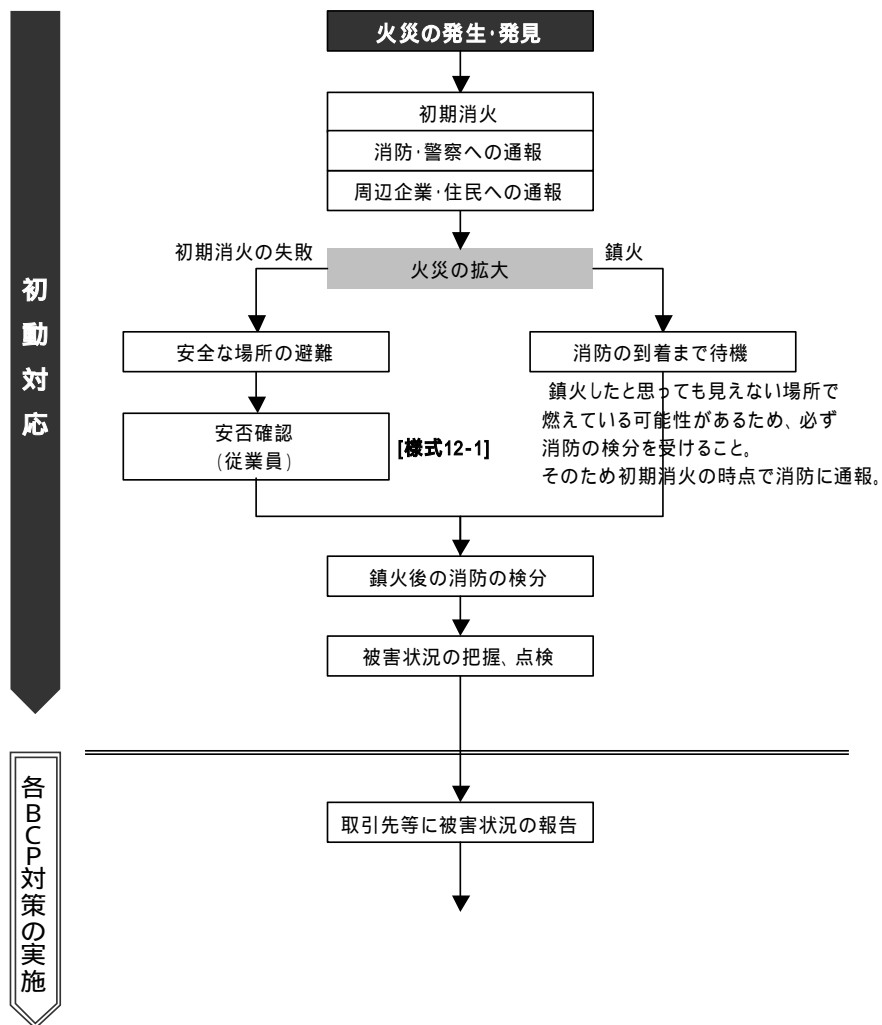 火災の発生・発見
初期消火
消防・警察への通報
周辺企業・住民への通報
初期消火の失敗
火災の拡大
鎮火
初動対応
安全な場所の避難
消防の到着まで待機
鎮火したと思っても見えない場所で
燃えている可能性があるため、必ず
消防の検分を受けること。
そのため初期消火の時点で消防に通報。
安否確認
(従業員)
[様式12-1]
鎮火後の消防の検分
被害状況の把握、点検
各BCP対策の実施
取引先等に被害状況の報告